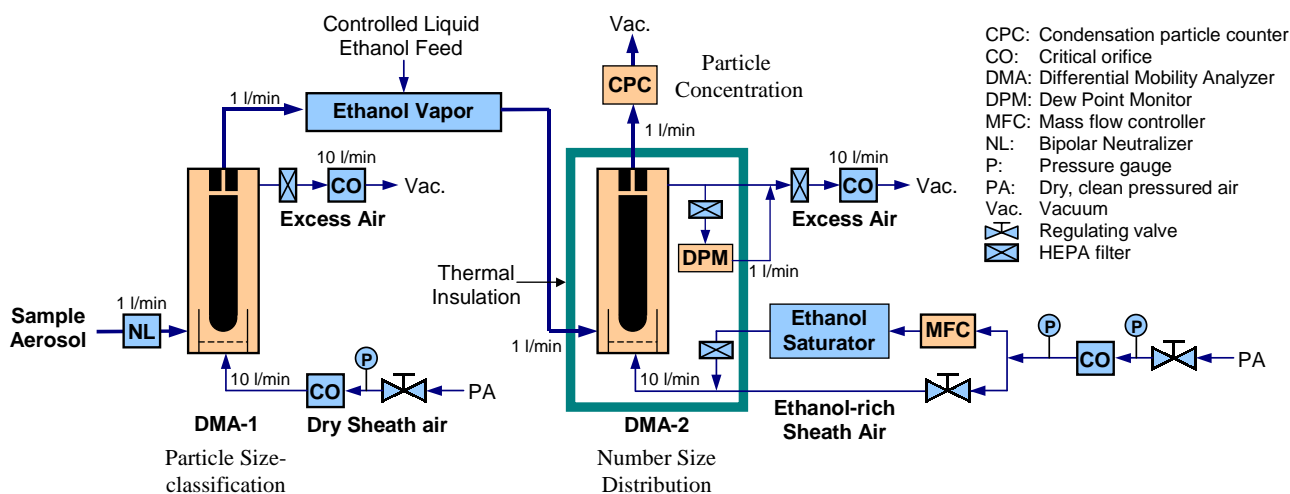 Controlled Liquid
Ethanol Feed
1 l/min
Ethanol Vapor
Vac.
CPC
Particle
Concentration
1 l/min
10 l/min
CO
Vac.
Excess Air
10 l/min
CO
Vac.
Excess Air
DPM
1 l/min
Thermal
Insulation
Sample
Aerosol
1 l/min
NL
1 l/min
Ethanol
Saturator
MFC
P
P
CO
PA
10 l/min
P
CO
PA
10 l/min
DMA-1
Dry Sheath air
DMA-2
Ethanol-rich
Sheath Air
Particle Size-
classification
Number Size
Distribution
CPC: Condensation particle counter
CO: Critical orifice
DMA: Differential Mobility Analyzer
DPM: Dew Point Monitor
MFC: Mass flow controller
NL: Bipolar Neutralizer
P: Pressure gauge
PA: Dry, clean pressured air
Vac. Vacuum
Regulating valve
HEPA filter